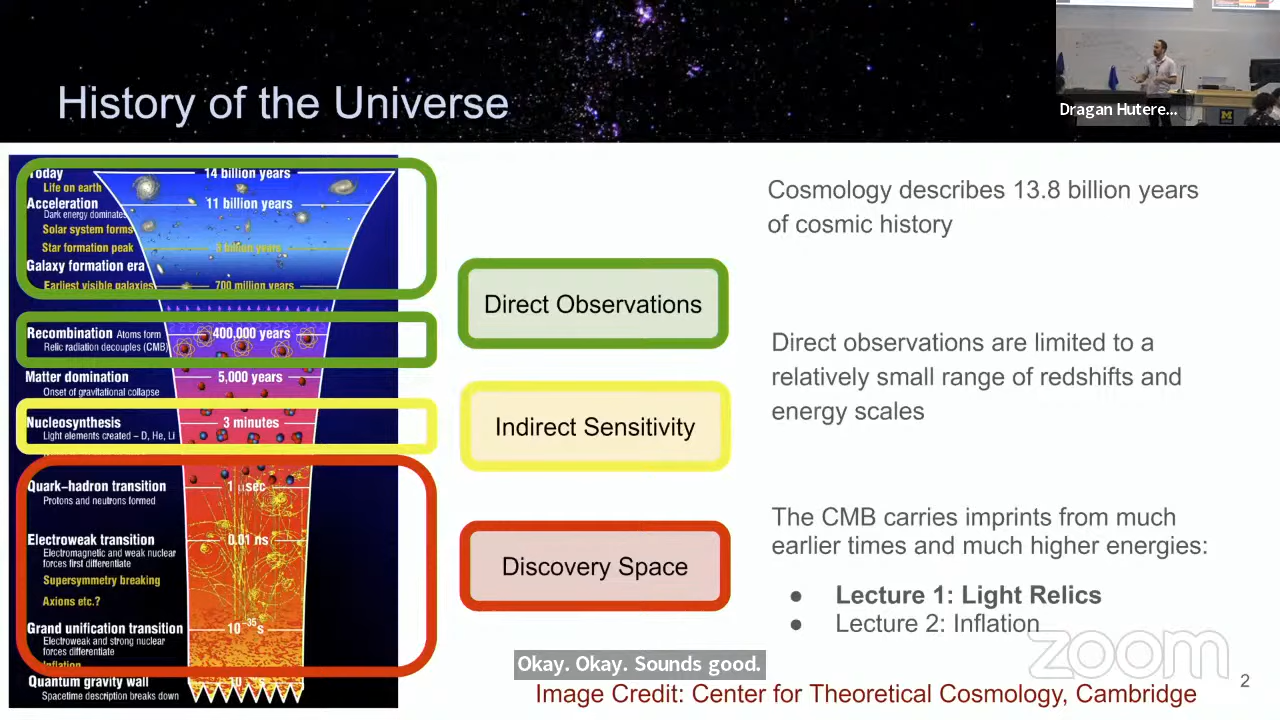 History of the Universe
Dragan Hutere...
Today
14 billion years
Life on earth
Acceleration
11 billion years
Dark energy dominates
Solar system forms
Star formation peak
Galaxy formation era
Earliest visible galaxies
700 million years
Recombination Atoms form
400,000 years
Relic radiation decouples (CMB)
Matter domination
5,000 years
Onset of gravitational collapse
Nucleosynthesis
3 minutes
Light elements created – D, He, Li
Quark–hadron transition
1 μsec
Protons and neutrons formed
Electroweak transition
0.01 ns
Electromagnetic and weak nuclear
forces first differentiate
Supersymmetry breaking
Axions etc.?
Grand unification transition
10⁻³⁵s
Electroweak and strong nuclear
forces differentiate
Inflation
Quantum gravity wall
Spacetime description breaks down
Direct Observations
Indirect Sensitivity
Discovery Space
Cosmology describes 13.8 billion years
of cosmic history
Direct observations are limited to a
relatively small range of redshifts and
energy scales
The CMB carries imprints from much
earlier times and much higher energies:
● Lecture 1: Light Relics
● Lecture 2: Inflation
Okay. Okay. Sounds good.
zoom
Image Credit: Center for Theoretical Cosmology, Cambridge
2